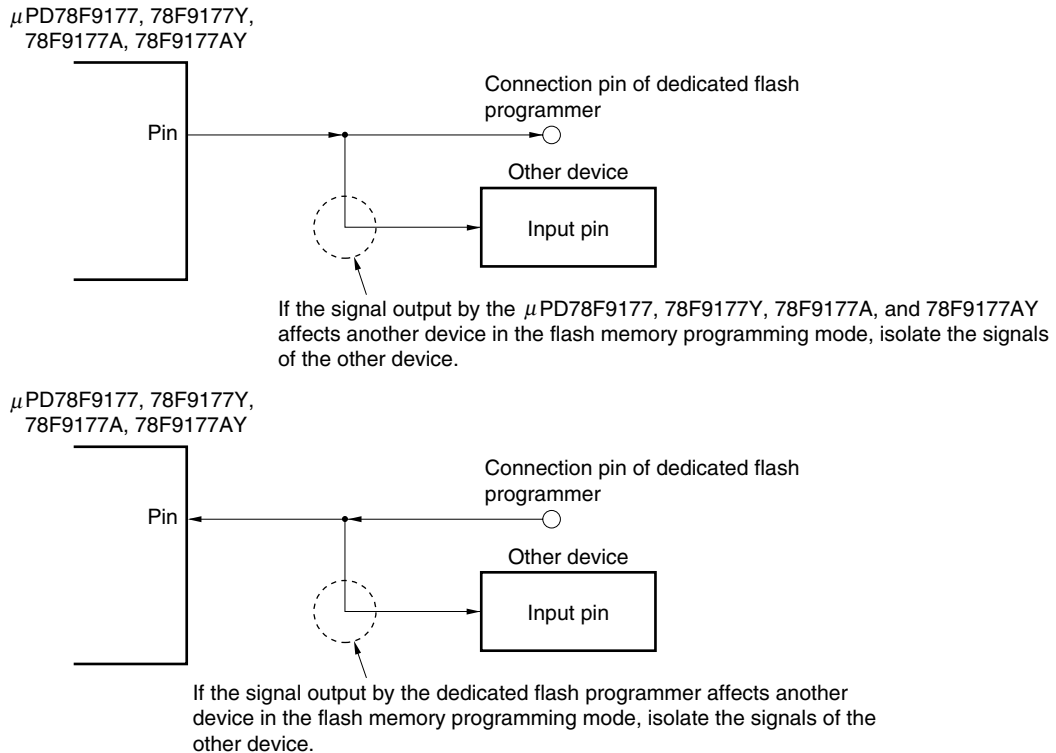 μPD78F9177, 78F9177Y,
78F9177A, 78F9177AY
Pin
Connection pin of dedicated flash
programmer
Other device
Input pin
If the signal output by the μPD78F9177, 78F9177Y, 78F9177A, and 78F9177AY
affects another device in the flash memory programming mode, isolate the signals
of the other device.
μPD78F9177, 78F9177Y,
78F9177A, 78F9177AY
Pin
Connection pin of dedicated flash
programmer
Other device
Input pin
If the signal output by the dedicated flash programmer affects another
device in the flash memory programming mode, isolate the signals of the
other device.